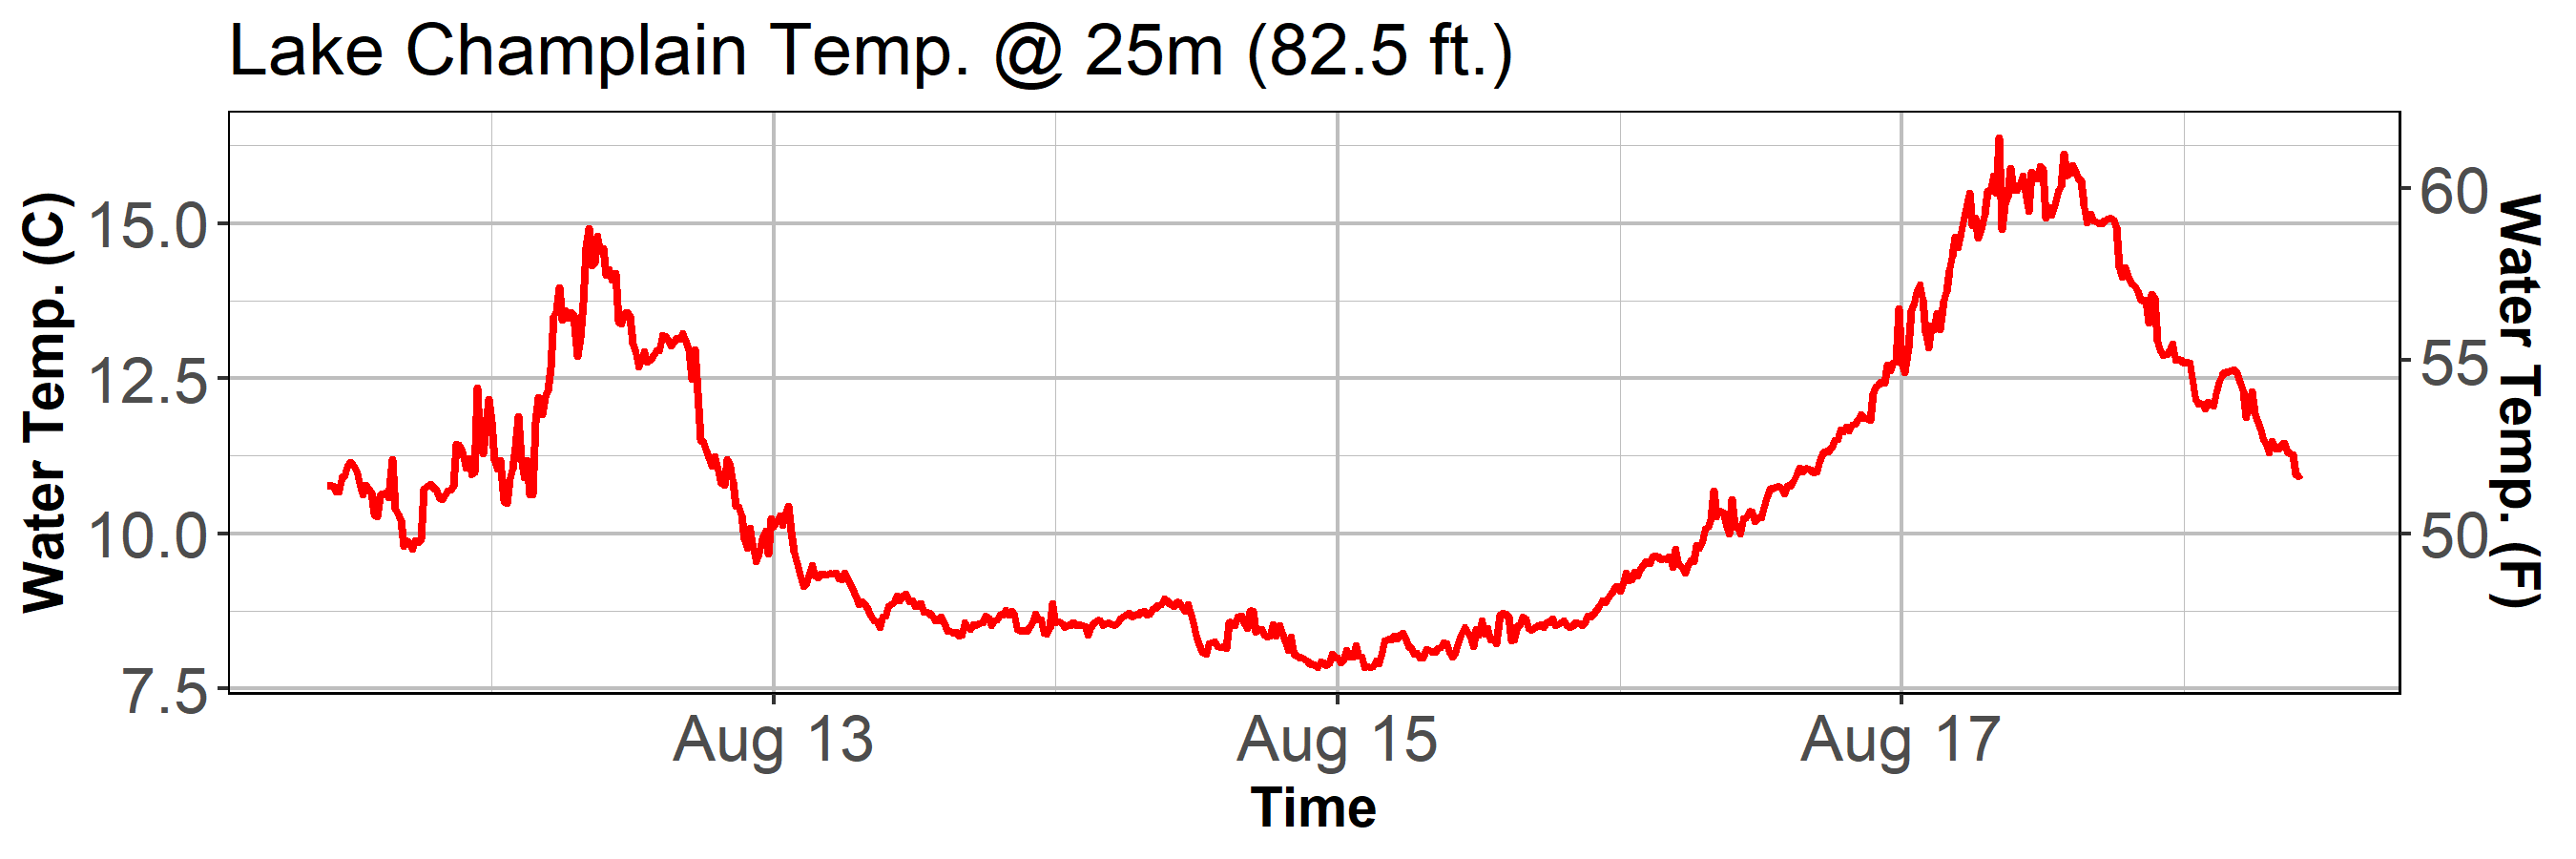 Lake Champlain Temp. @ 25m (82.5 ft.)
Water Temp. (C)
15.0
12.5
10.0
7.5
60
55
50
Water Temp. (F)
Aug 13
Aug 15
Aug 17
Time